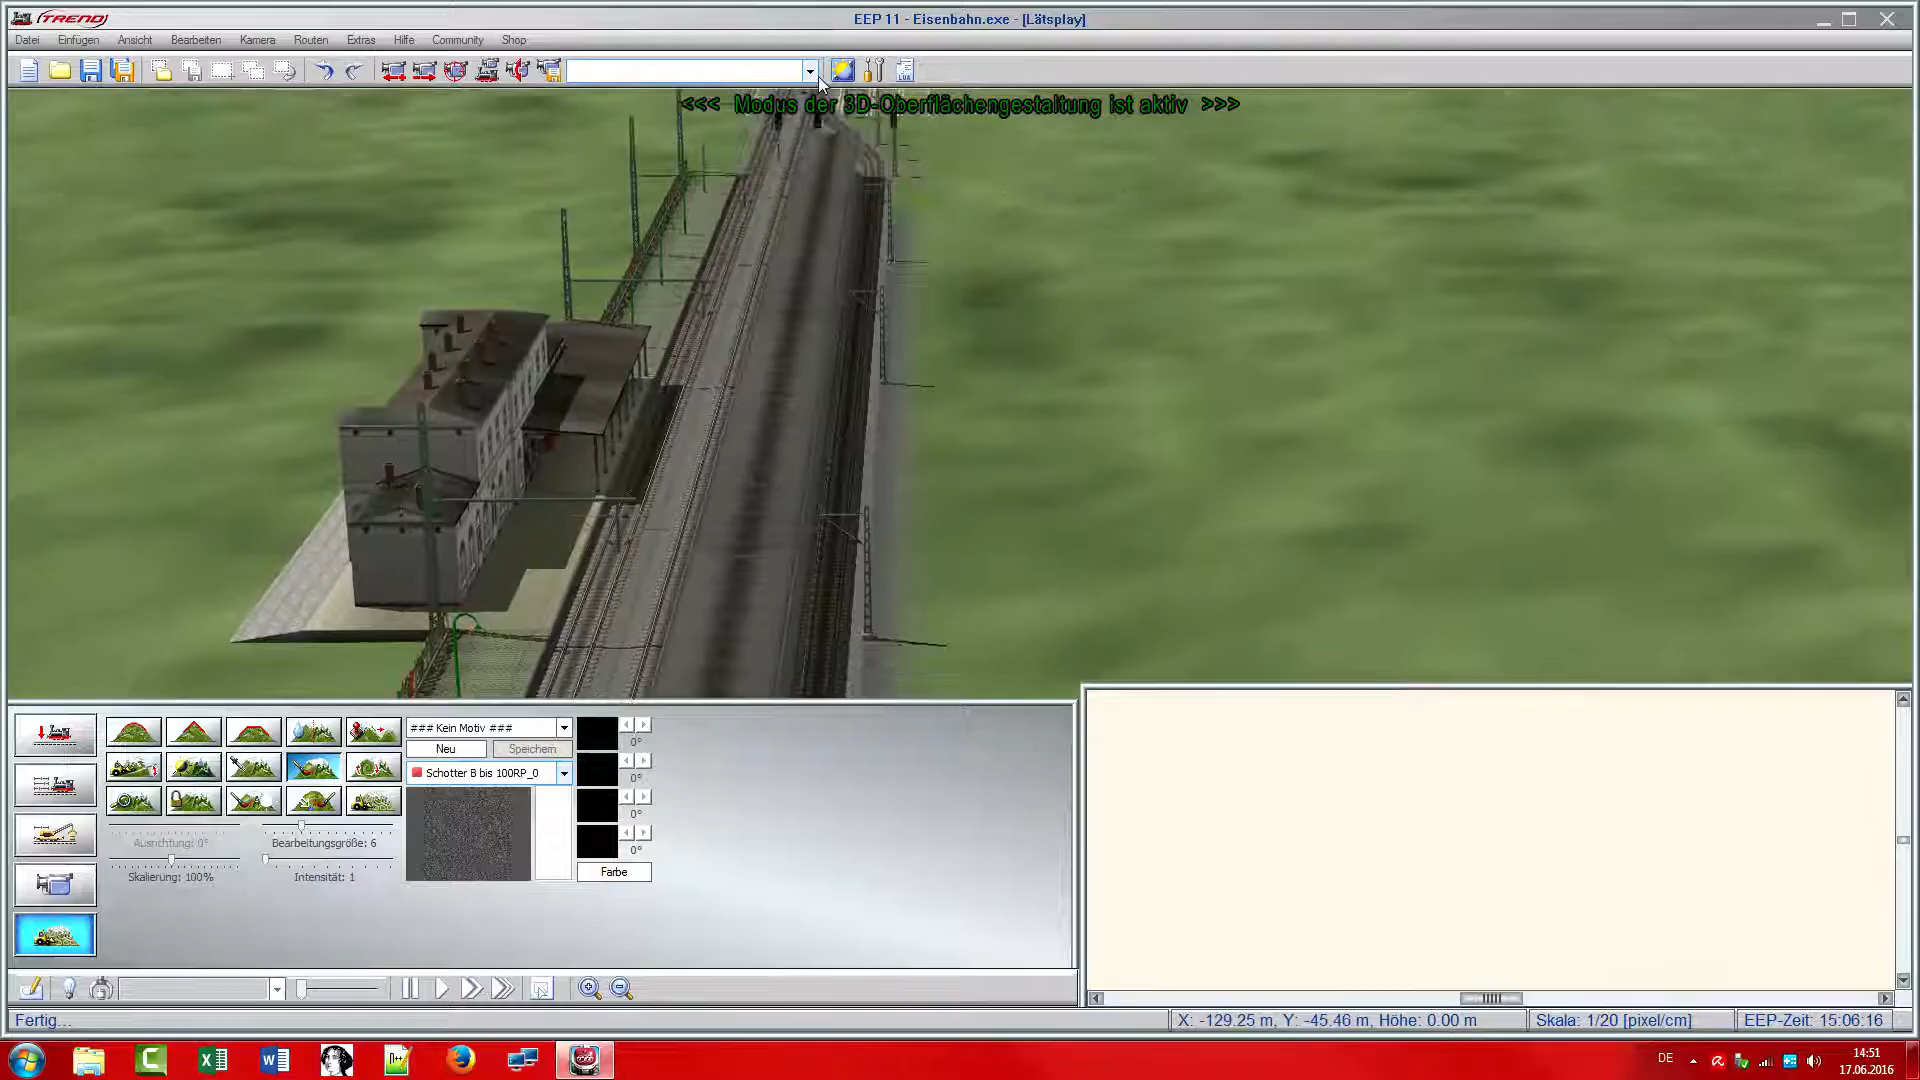 TREND
EEP 11 - Eisenbahn.exe - [Lätsplay]
Datei Einfügen Ansicht Bearbeiten Kamera Routen Extras Hilfe Community Shop
LUA
<<< Modus der 3D-Oberflächengestaltung ist aktiv >>>
### Kein Motiv ###
Neu Speichern
0°
Schotter B bis 100RP_0
0°
0°
Ausrichtung: 0° Bearbeitungsgröße: 6
0°
Farbe
Skalierung: 100% Intensität: 1
Fertig...
X: -129.25 m, Y: -45.46 m, Höhe: 0.00 m
Skala: 1/20 [pixel/cm]
EEP-Zeit: 15:06:16
DE
14:51
17.06.2016